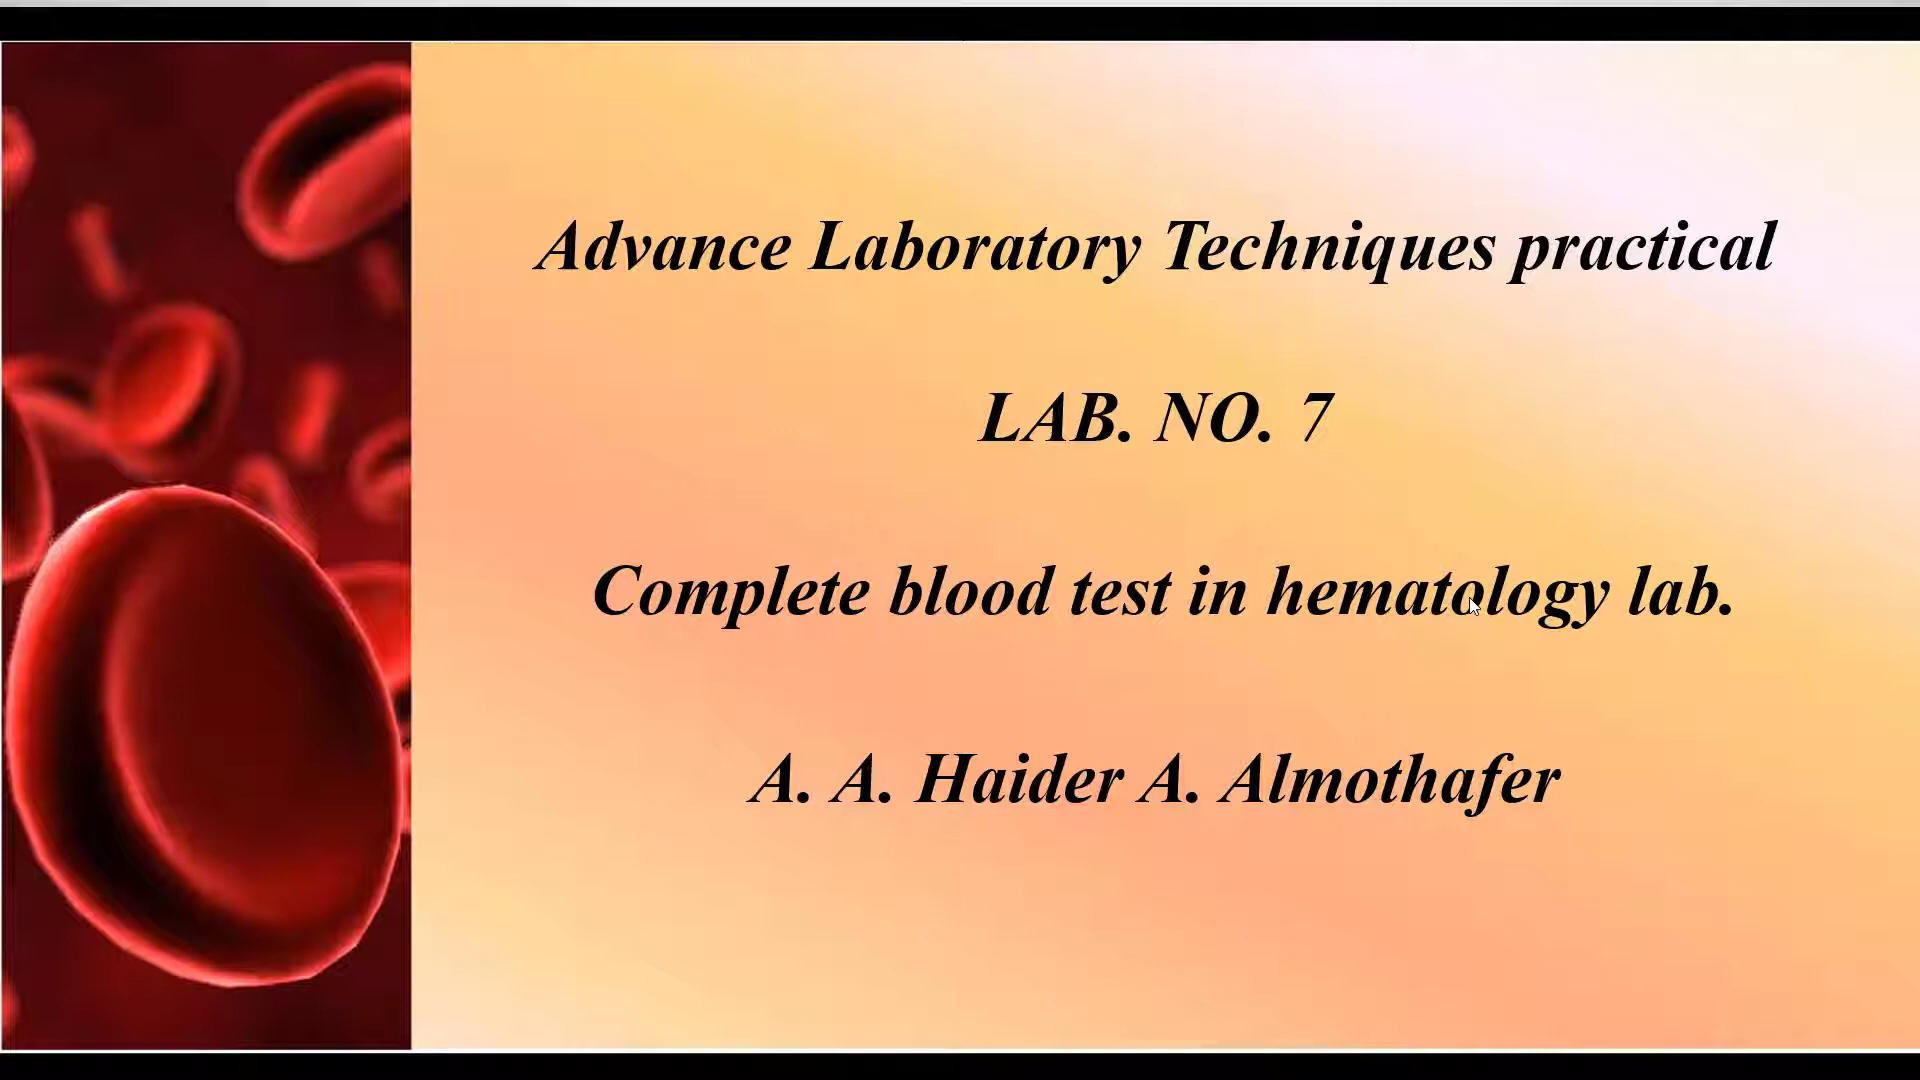 Advance Laboratory Techniques practical
LAB. NO. 7
Complete blood test in hematology lab.
A. A. Haider A. Almothafer